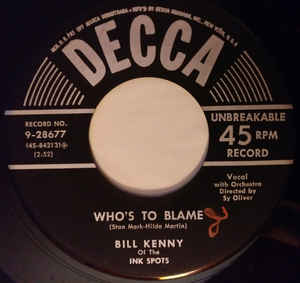 DECCA
RECORD NO.
9-28677
(2:52)
UNBREAKABLE
45 RPM
RECORD
Vocal
with Orchestra
Directed by
Sy Oliver
WHO'S TO BLAME
(Stan Mark-Hilde Martin)
BILL KENNY
Of The
INK SPOTS